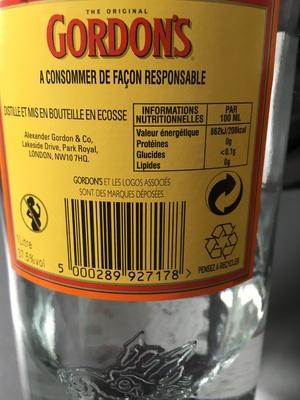 THE ORIGINAL
GORDON'S
A CONSOMMER DE FAÇON RESPONSABLE
DISTILLÉ ET MIS EN BOUTEILLE EN ECOSSE
Alexander Gordon & Co,
Lakeside Drive, Park Royal,
LONDON, NW10 7HQ.
INFORMATIONS NUTRITIONNELLES PAR 100 ML
Valeur énergétique 862kJ/208kcal
Protéines 0g
Glucides <0.1g
Lipides 0g
GORDON'S ET LES LOGOS ASSOCIÉS
SONT DES MARQUES DÉPOSÉES.
1 Litre
37.5%vol
5 000289 927178 >
PENSEZ A RECYCLER